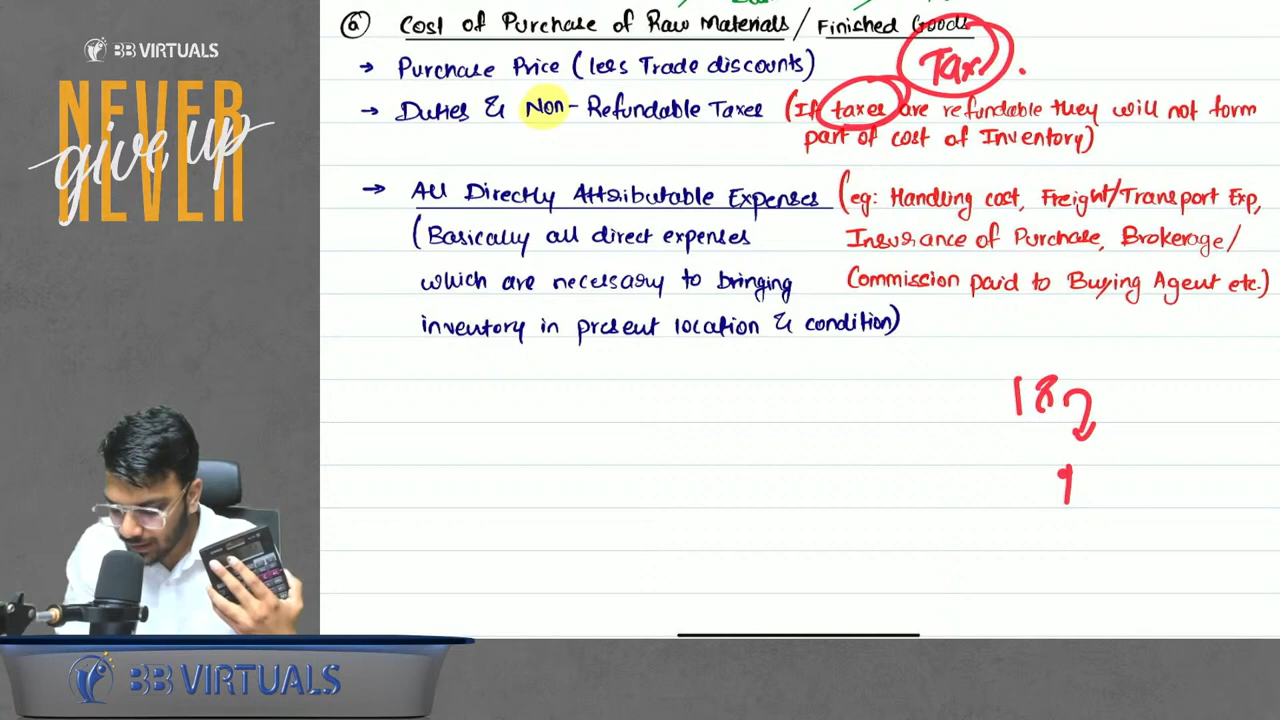 BB VIRTUALS
NEVER
give up
NEVER
(a) Cost of Purchase of Raw Materials / Finished Goods
Tax
→ Purchase Price (less Trade discounts)
→ Duties & Non-Refundable Taxes (If taxes are refundable they will not form
part of cost of Inventory)
→ All Directly Attributable Expenses (eg: Handling cost, Freight/Transport Exp,
(Basically all direct expenses Insurance of Purchase, Brokerage/
which are necessary to bringing Commission paid to Buying Agent etc.)
inventory in present location & condition)
18
BB VIRTUALS